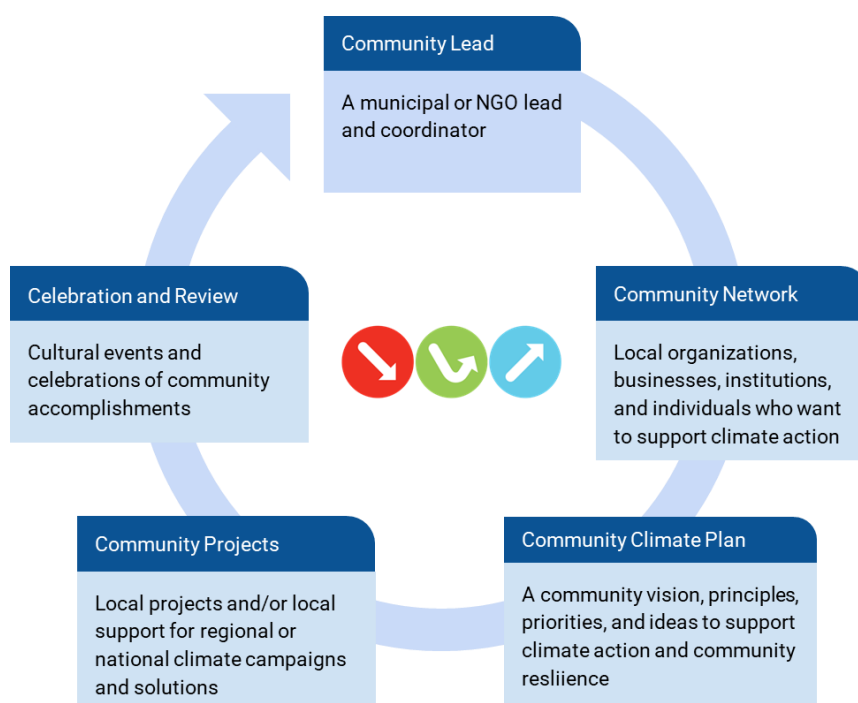 Community Lead
A municipal or NGO lead
and coordinator
Community Network
Local organizations,
businesses, institutions,
and individuals who want
to support climate action
Community Climate Plan
A community vision, principles,
priorities, and ideas to support
climate action and community
resliience
Community Projects
Local projects and/or local
support for regional or
national climate campaigns
and solutions
Celebration and Review
Cultural events and
celebrations of community
accomplishments